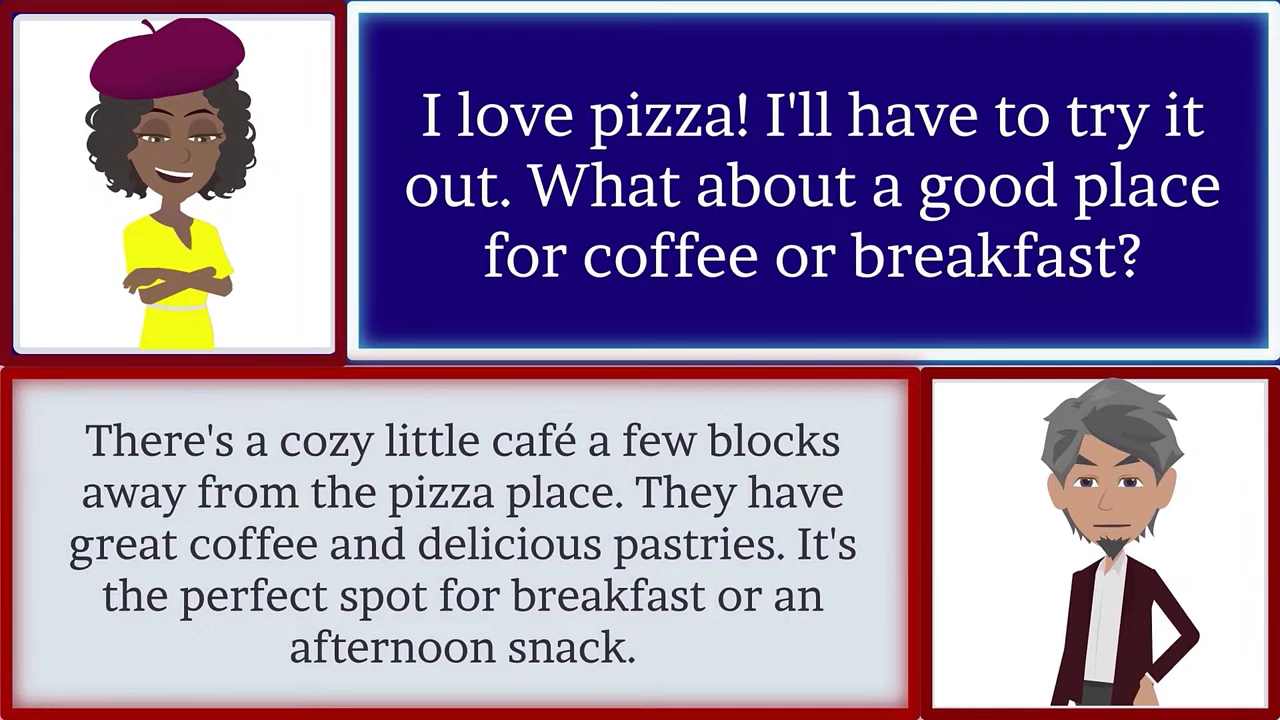 I love pizza! I'll have to try it
out. What about a good place
for coffee or breakfast?
There's a cozy little café a few blocks
away from the pizza place. They have
great coffee and delicious pastries. It's
the perfect spot for breakfast or an
afternoon snack.